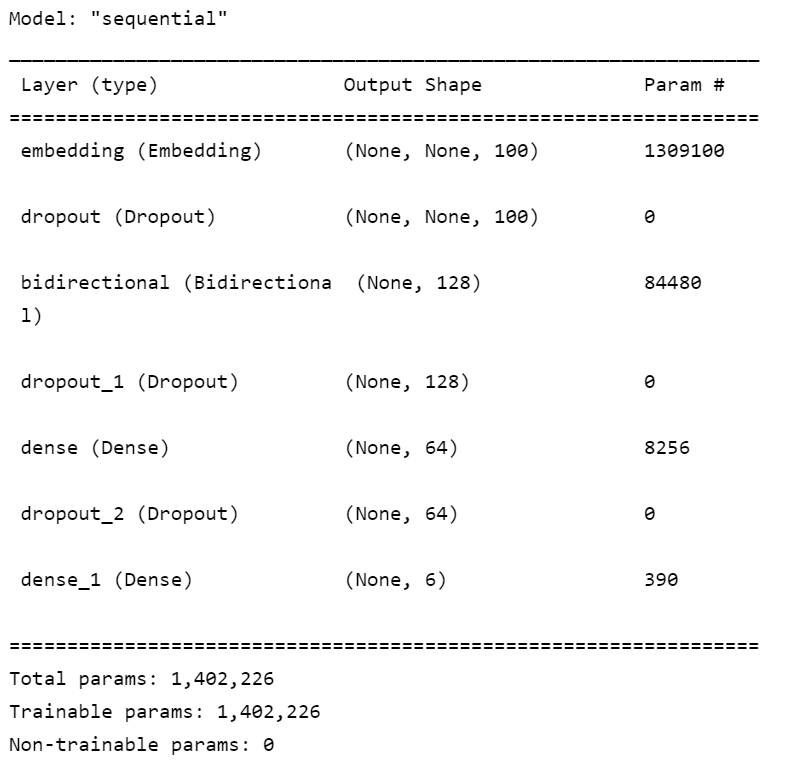 Model: "sequential"
_________________________________________________________________
Layer (type) Output Shape Param #
=================================================================
embedding (Embedding) (None, None, 100) 1309100
dropout (Dropout) (None, None, 100) 0
bidirectional (Bidirectiona (None, 128) 84480
l)
dropout_1 (Dropout) (None, 128) 0
dense (Dense) (None, 64) 8256
dropout_2 (Dropout) (None, 64) 0
dense_1 (Dense) (None, 6) 390
=================================================================
Total params: 1,402,226
Trainable params: 1,402,226
Non-trainable params: 0